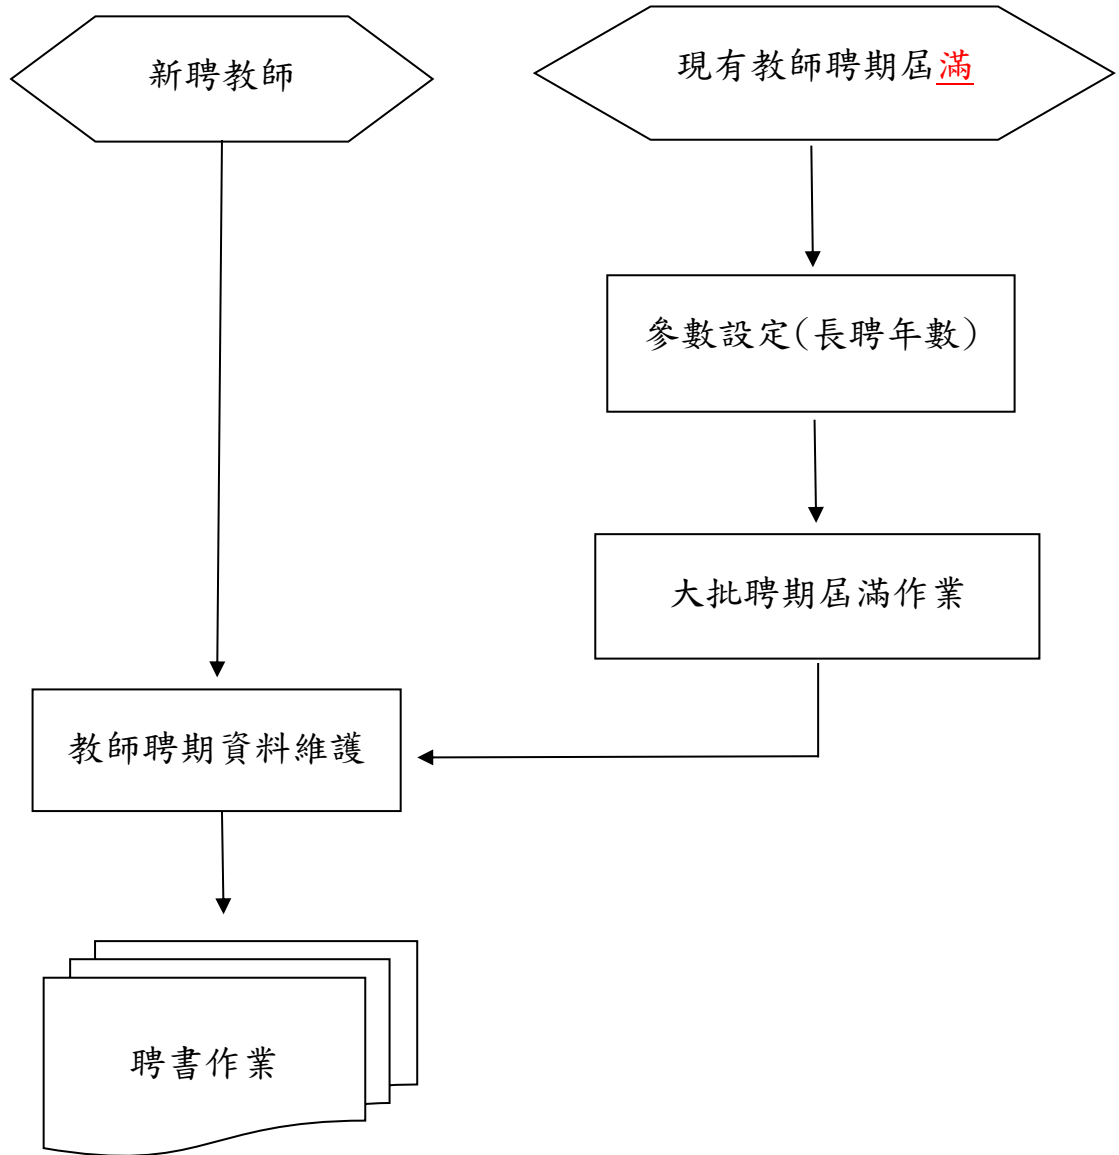 新聘教師
現有教師聘期屆滿
參數設定(長聘年數)
大批聘期屆滿作業
教師聘期資料維護
聘書作業